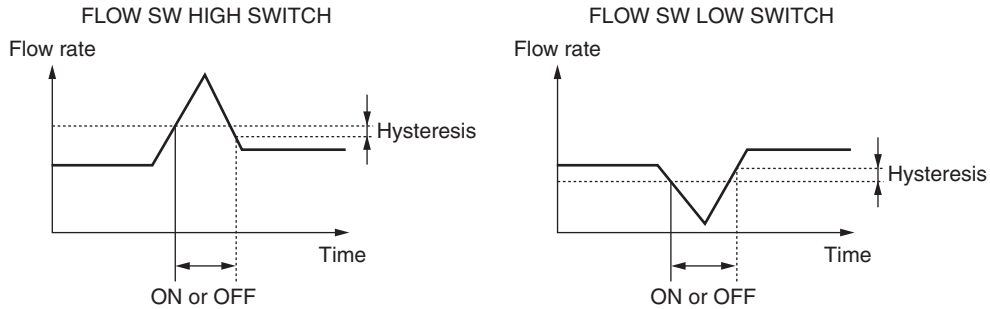 FLOW SW HIGH SWITCH
Flow rate
Hysteresis
Time
ON or OFF
FLOW SW LOW SWITCH
Flow rate
Hysteresis
Time
ON or OFF